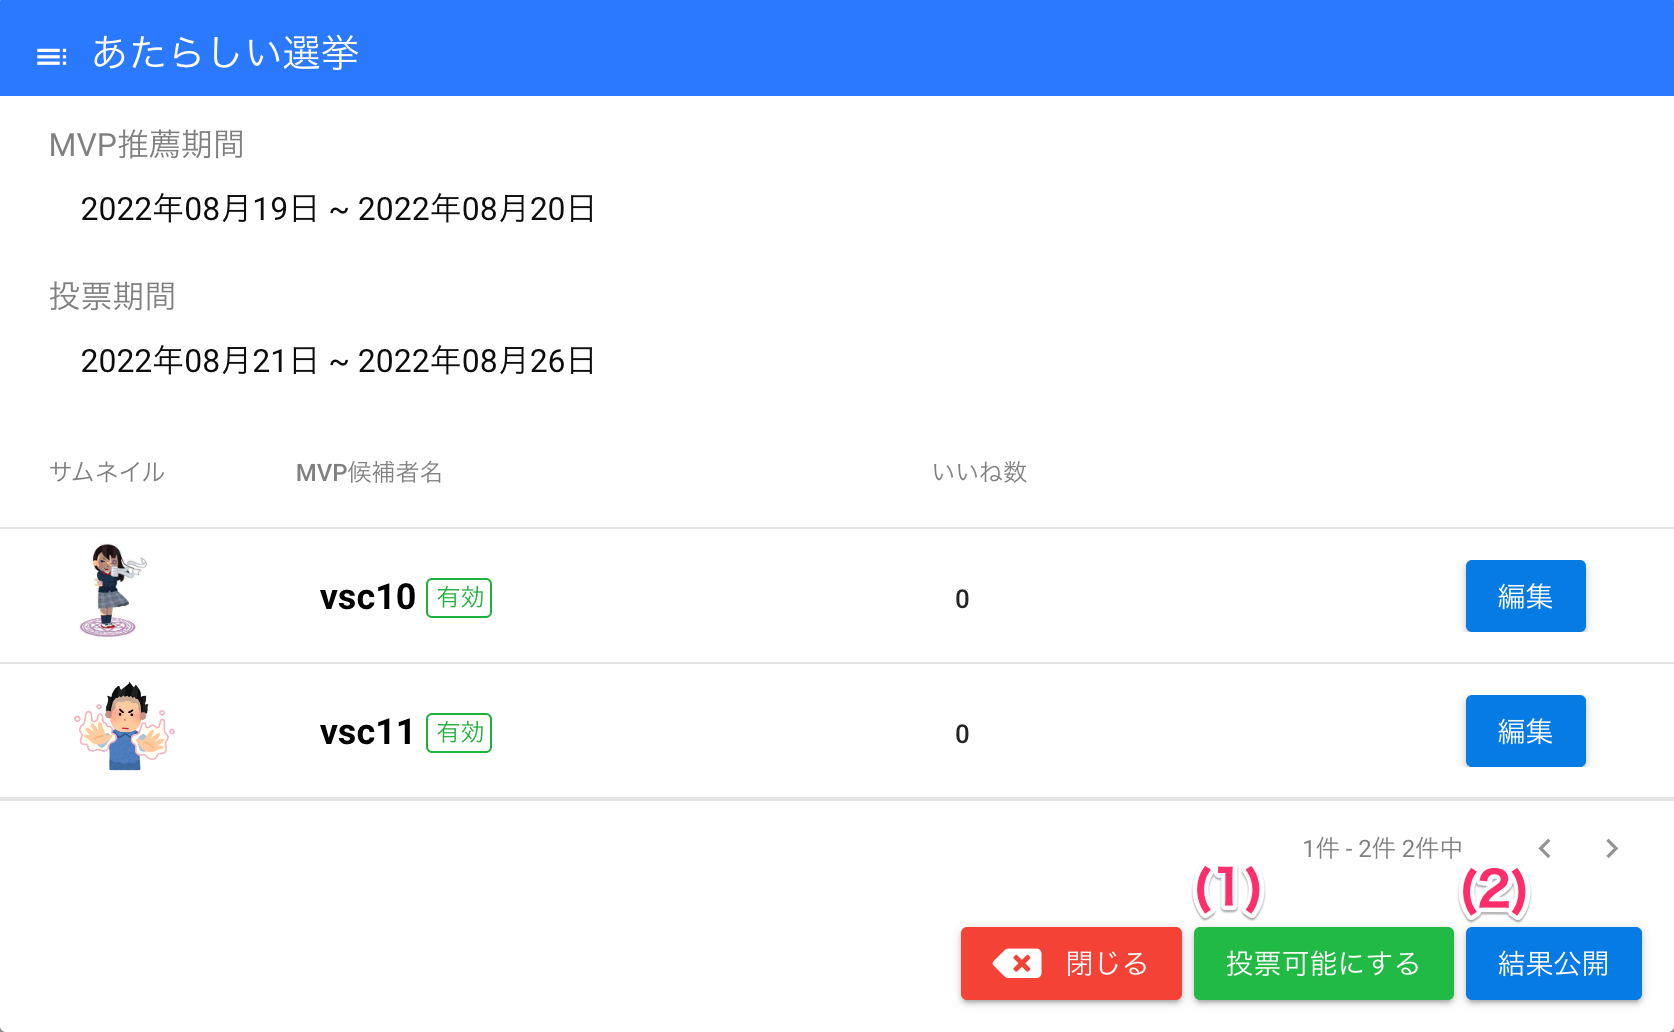 あたらしい選挙
MVP推薦期間
2022年08月19日 ~ 2022年08月20日
投票期間
2022年08月21日 ~ 2022年08月26日
サムネイル MVP候補者名 いいね数
vsc10 有効 0 編集
vsc11 有効 0 編集
1件 - 2件 2件中
(1) (2)
閉じる 投票可能にする 結果公開